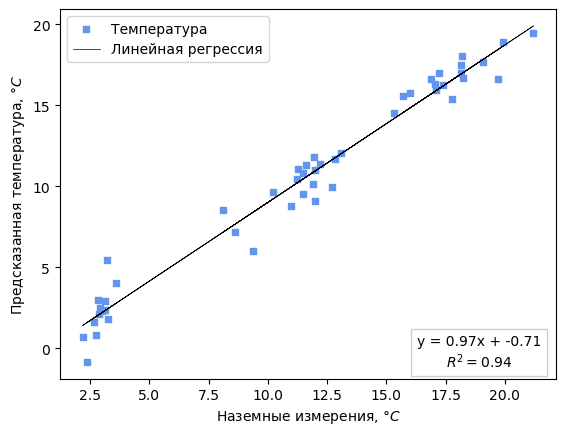 Температура
Линейная регрессия
20
15
10
5
0
Предсказанная температура, °C
y = 0.97x + -0.71
R² = 0.94
2.5 5.0 7.5 10.0 12.5 15.0 17.5 20.0
Наземные измерения, °C